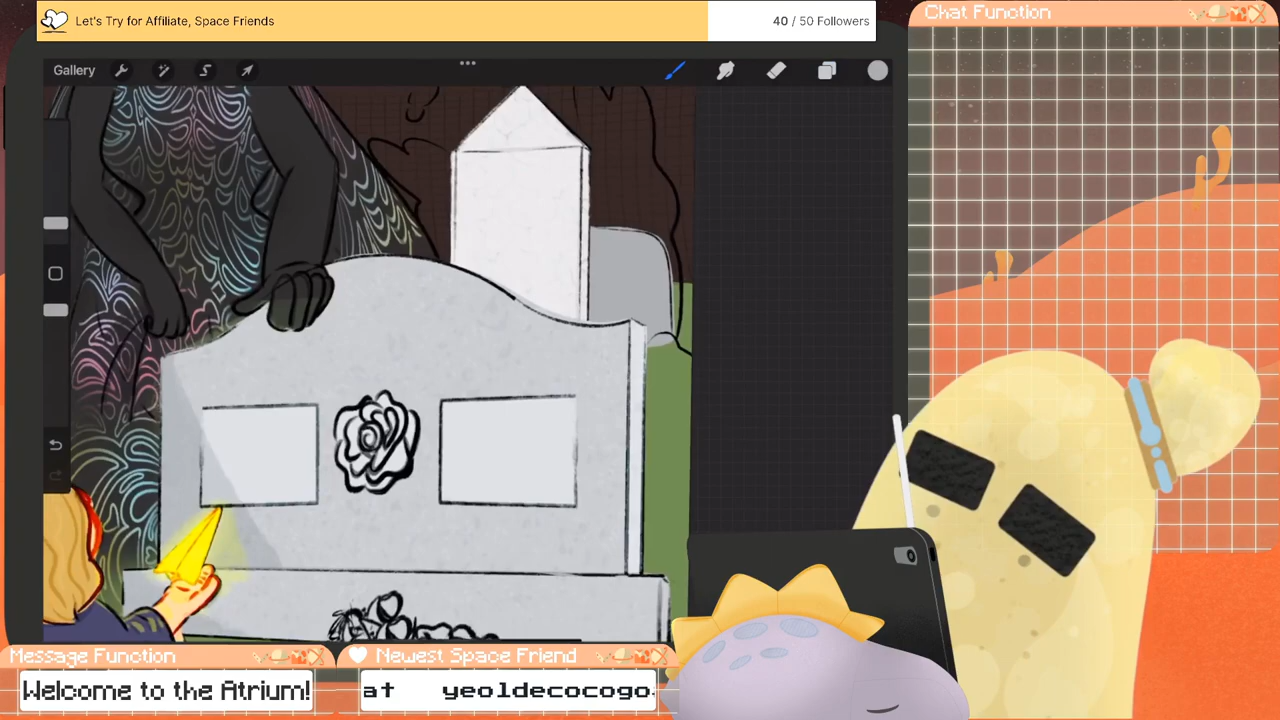 Let's Try for Affiliate, Space Friends
40 / 50 Followers
Chat Function
Gallery
Message Function
Newest Space Friend
Welcome to the Atrium!
at yeoldecocogo